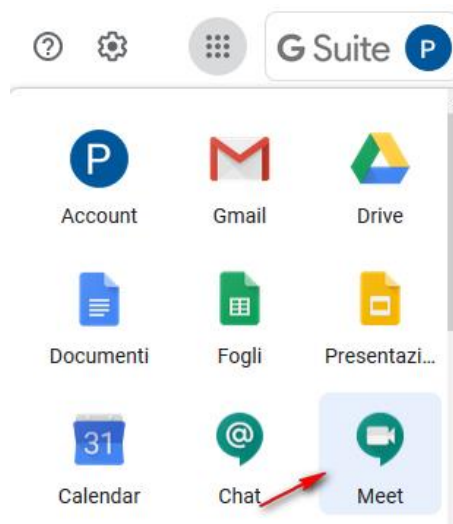 G Suite P
P
Account Gmail Drive
Documenti Fogli Presentazi...
31 @
Calendar Chat Meet